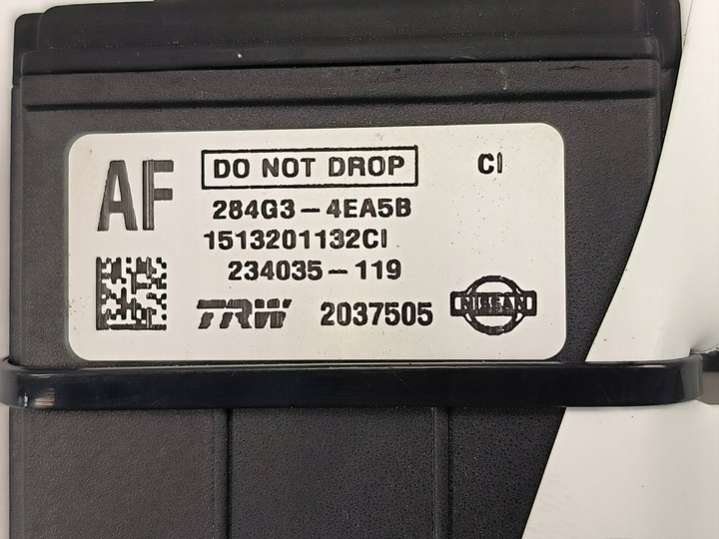 AF
DO NOT DROP
CI
284G3-4EA5B
1513201132CI
234035-119
TRW 2037505 NISSAN